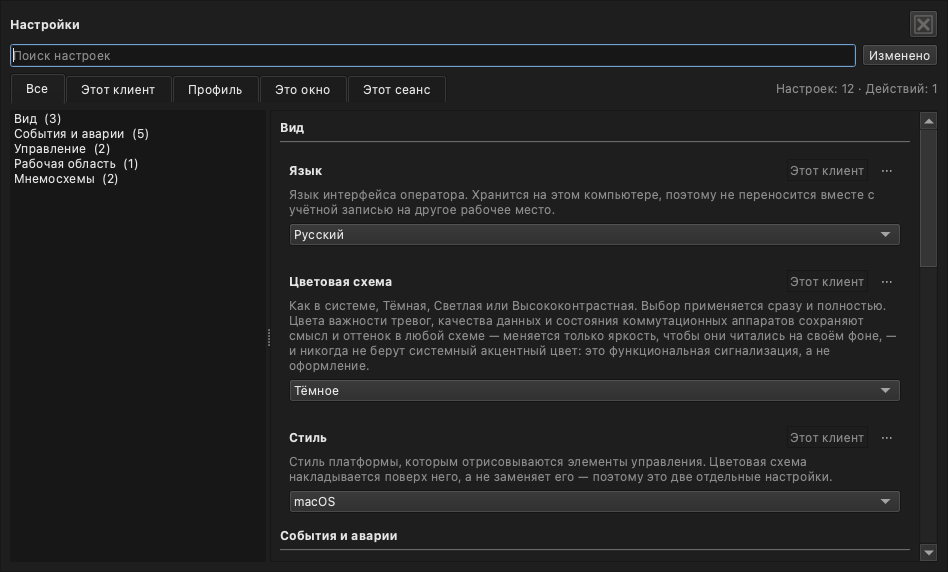 Настройки
Поиск настроек
Изменено
Все
Этот клиент
Профиль
Это окно
Этот сеанс
Настроек: 12 · Действий: 1
Вид (3)
События и аварии (5)
Управление (2)
Рабочая область (1)
Мнемосхемы (2)
Вид
Язык
Этот клиент
...
Язык интерфейса оператора. Хранится на этом компьютере, поэтому не переносится вместе с
учётной записью на другое рабочее место.
Русский
Цветовая схема
Этот клиент
...
Как в системе, Тёмная, Светлая или Высококонтрастная. Выбор применяется сразу и полностью.
Цвета важности тревог, качества данных и состояния коммутационных аппаратов сохраняют
смысл и оттенок в любой схеме — меняется только яркость, чтобы они читались на своём фоне, —
и никогда не берут системный акцентный цвет: это функциональная сигнализация, а не
оформление.
Тёмное
Стиль
Этот клиент
...
Стиль платформы, которым отрисовываются элементы управления. Цветовая схема
накладывается поверх него, а не заменяет его — поэтому это две отдельные настройки.
macOS
События и аварии